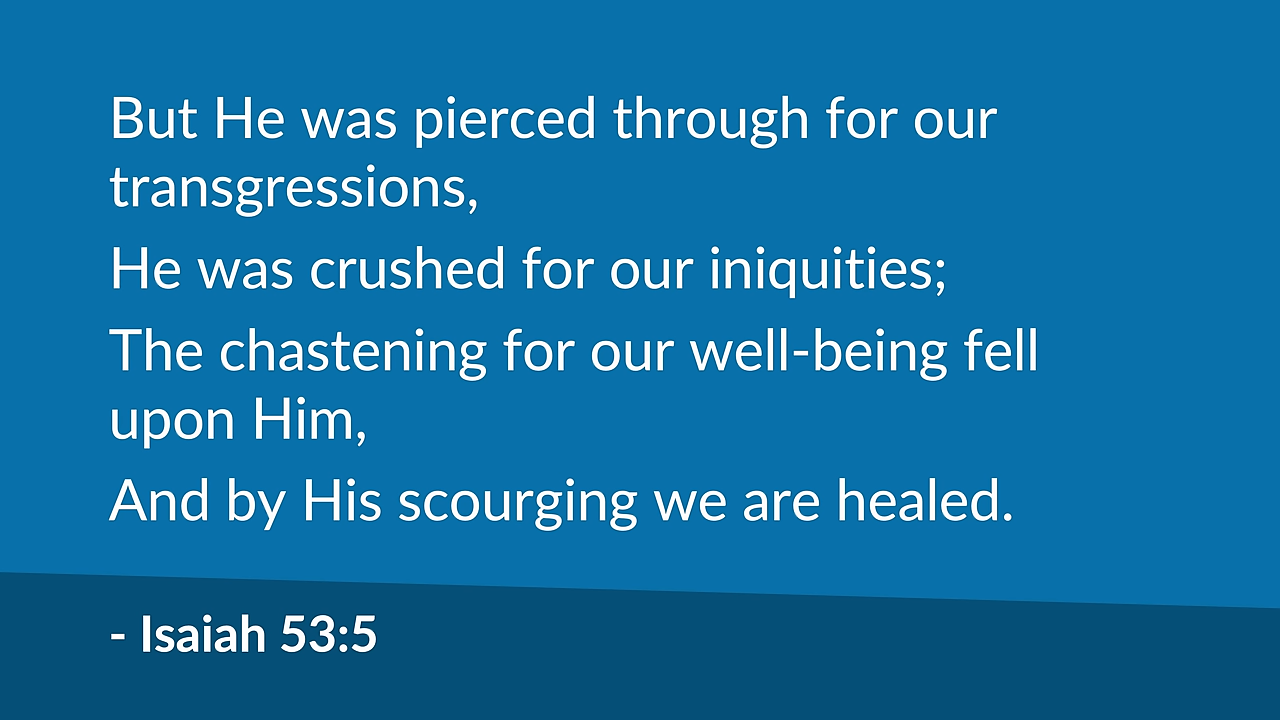 But He was pierced through for our
transgressions,
He was crushed for our iniquities;
The chastening for our well-being fell
upon Him,
And by His scourging we are healed.
- Isaiah 53:5